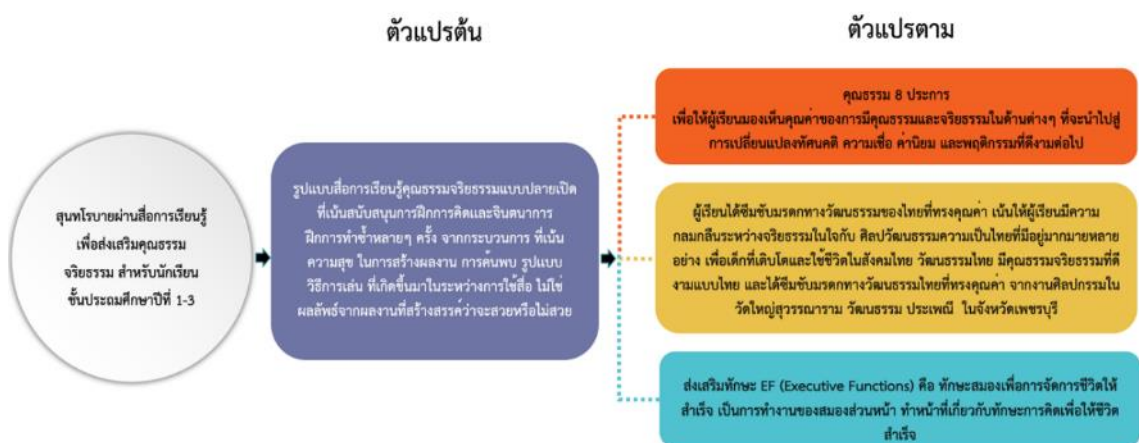 ตัวแปรต้น
ตัวแปรตาม
สุนทโรบายผ่านสื่อการเรียนรู้
เพื่อส่งเสริมคุณธรรม
จริยธรรม สำหรับนักเรียน
ชั้นประถมศึกษาปีที่ 1-3
รูปแบบสื่อการเรียนรู้คุณธรรมจริยธรรมแบบปลายเปิด
ที่เน้นสนับสนุนการฝึกการคิดและจินตนาการ
ฝึกการทำซ้ำหลายๆ ครั้ง จากกระบวนการ ที่เน้น
ความสุข ในการสร้างผลงาน การค้นพบ รูปแบบ
วิธีการเล่น ที่เกิดขึ้นมาในระหว่างการใช้สื่อ ไม่ใช่
ผลลัพธ์จากผลงานที่สร้างสรรค์ว่าจะสวยหรือไม่สวย
คุณธรรม 8 ประการ
เพื่อให้ผู้เรียนมองเห็นคุณค่าของการมีคุณธรรมและจริยธรรมในด้านต่างๆ ที่จะนำไปสู่
การเปลี่ยนแปลงทัศนคติ ความเชื่อ ค่านิยม และพฤติกรรมที่ดีงามต่อไป
ผู้เรียนได้ซึมซับมรดกทางวัฒนธรรมของไทยที่ทรงคุณค่า เน้นให้ผู้เรียนมีความ
กลมกลืนระหว่างจริยธรรมในใจกับ ศิลปวัฒนธรรมความเป็นไทยที่มีอยู่มากมายหลาย
อย่าง เพื่อเด็กที่เติบโตและใช้ชีวิตในสังคมไทย วัฒนธรรมไทย มีคุณธรรมจริยธรรมที่ดี
งามแบบไทย และได้ซึมซับมรดกทางวัฒนธรรมไทยที่ทรงคุณค่า จากงานศิลปกรรมใน
วัดใหญ่สุวรรณาราม วัฒนธรรม ประเพณี ในจังหวัดเพชรบุรี
ส่งเสริมทักษะ EF (Executive Functions) คือ ทักษะสมองเพื่อการจัดการชีวิตให้
สำเร็จ เป็นการทำงานของสมองส่วนหน้า ทำหน้าที่เกี่ยวกับทักษะการคิดเพื่อให้ชีวิต
สำเร็จ